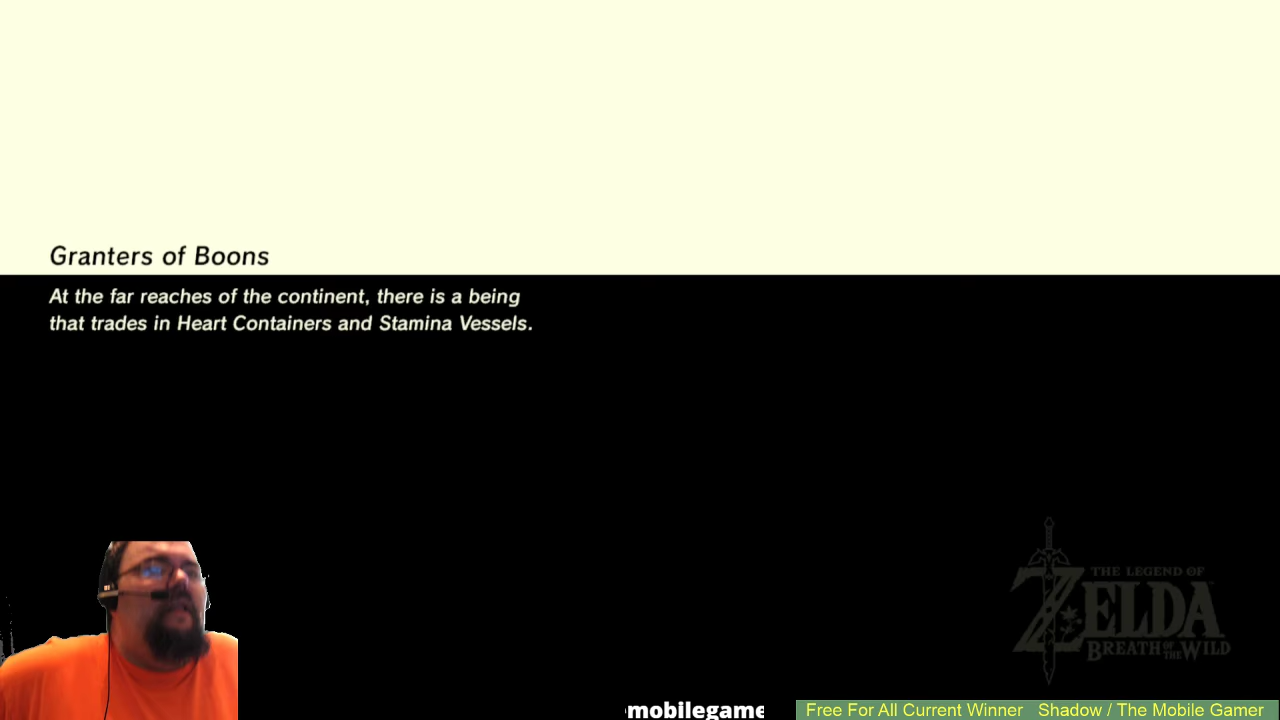 Granters of Boons
At the far reaches of the continent, there is a being
that trades in Heart Containers and Stamina Vessels.
THE LEGEND OF
ZELDA
BREATH OF THE WILD
mobilegame
Free For All Current Winner Shadow / The Mobile Gamer